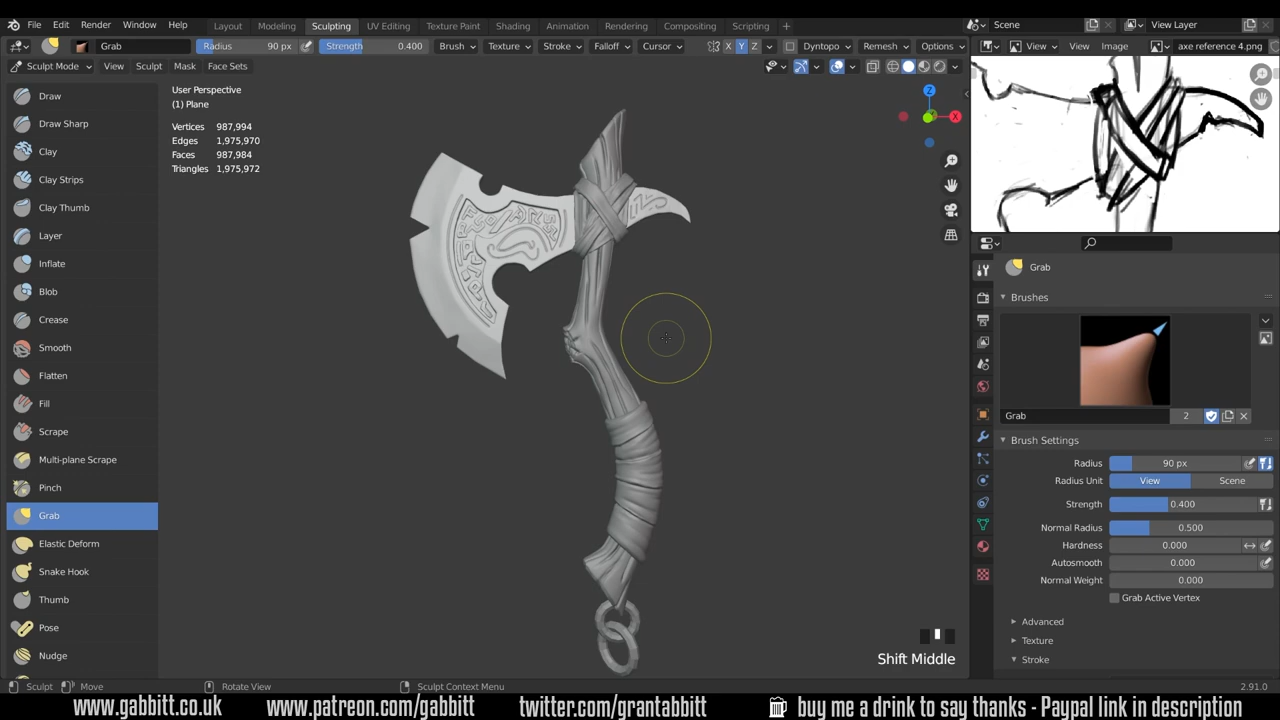 File Edit Render Window Help Layout Modeling Sculpting UV Editing Texture Paint Shading Animation Rendering Compositing Scripting + Scene View Layer
Grab Radius 90 px Strength 0.400 Brush Texture Stroke Falloff Cursor X Y Z Dyntopo Remesh Options View View Image axe reference 4.png
Sculpt Mode View Sculpt Mask Face Sets
User Perspective
(1) Plane
Vertices 987,994
Edges 1,975,970
Faces 987,984
Triangles 1,975,972
Z
X
Draw
Draw Sharp
Clay
Clay Strips
Clay Thumb
Layer
Inflate
Blob
Crease
Smooth
Flatten
Fill
Scrape
Multi-plane Scrape
Pinch
Grab
Elastic Deform
Snake Hook
Thumb
Pose
Nudge
Shift Middle
Grab
Brushes
Grab 2
Brush Settings
Radius 90 px
Radius Unit View Scene
Strength 0.400
Normal Radius 0.500
Hardness 0.000
Autosmooth 0.000
Normal Weight 0.000
Grab Active Vertex
Advanced
Texture
Stroke
Sculpt Move Rotate View Sculpt Context Menu 2.91.0
www.gabbitt.co.uk www.patreon.com/gabbitt twitter.com/grantabbitt buy me a drink to say thanks - Paypal link in description